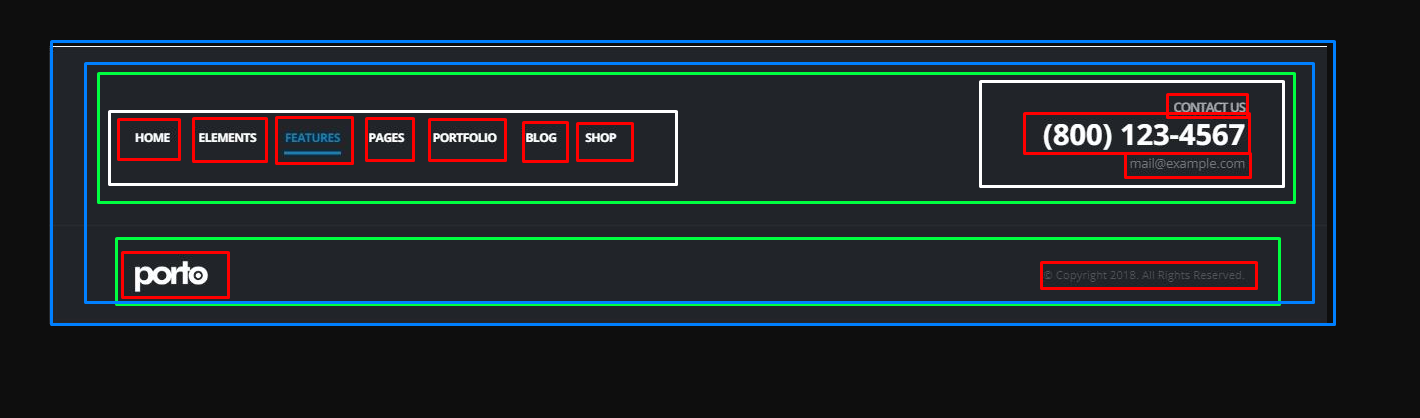 HOME ELEMENTS FEATURES PAGES PORTFOLIO BLOG SHOP
CONTACT US
(800) 123-4567
mail@example.com
porto
© Copyright 2018. All Rights Reserved.